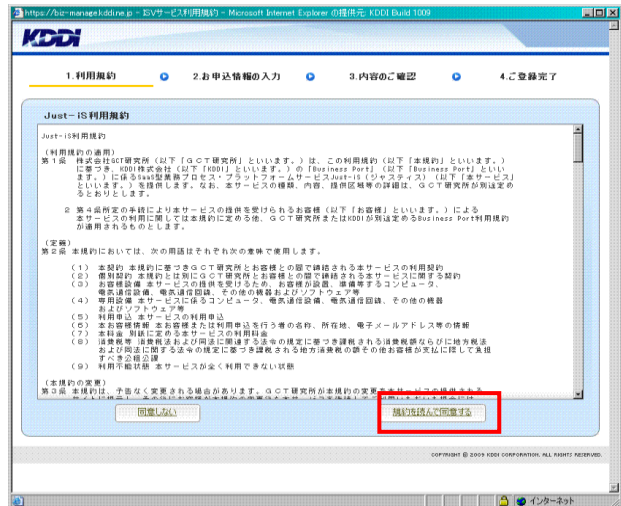 https://biz-manage.kddine.jp - ISVサービス利用規約 - Microsoft Internet Explorer の提供元: KDDI Build 1009
KDDI
1.利用規約
2.お申込情報の入力
3.内容のご確認
4.ご登録完了
Just-iS利用規約
Just-iS利用規約
(利用規約の適用)
第1条 株式会社GCT研究所(以下「GCT研究所」といいます。)は、この利用規約(以下「本規約」といいます。)
に基づき、KDDI株式会社(以下「KDDI」といいます。)の「Business Port」(以下「Business Port」といい
ます。)に係るSaaS型業務プロセス・プラットフォームサービスJust-iS(ジャスティス)(以下「本サービス」
といいます。)を提供します。なお、本サービスの種類、内容、提供区域等の詳細は、GCT研究所が別途定め
るとおりとします。
2 第4条所定の手続により本サービスの提供を受けられるお客様(以下「お客様」といいます。)による
本サービスの利用に関しては本規約に定める他、GCT研究所またはKDDIが別途定めるBusiness Port利用規約
が適用されるものとします。
(定義)
第2条 本規約においては、次の用語はそれぞれ次の意味で使用します。
(1) 本契約 本規約に基づきGCT研究所とお客様との間で締結される本サービスの利用契約
(2) 個別契約 本規約とは別にGCT研究所とお客様との間で締結される本サービスに関する契約
(3) お客様設備 本サービスの提供を受けるため、お客様が設置、準備等するコンピュータ、
電気通信設備、電気通信回線、その他の機器およびソフトウェア等
(4) 専用設備 本サービスに係るコンピュータ、電気通信設備、電気通信回線、その他の機器
およびソフトウェア等
(5) 利用申込 本サービスの利用申込
(6) 本お客様情報 本お客様または利用申込を行う者の名称、所在地、電子メールアドレス等の情報
(7) 本料金 別紙に定める本サービスの利用料金
(8) 消費税等 消費税法および同法に関連する法令の規定に基づき課税される消費税額ならびに地方税法
および同法に関する法令の規定に基づき課税される地方消費税の額その他お客様が支払に際して負担
すべき公租公課
(9) 利用不能状態 本サービスが全く利用できない状態
(本規約の変更)
第3条 本規約は、予告なく変更される場合があります。GCT研究所が本規約の変更を本サービスの提供される
同意しない
規約を読んで同意する
COPYRIGHT © 2009 KDDI CORPORATION, ALL RIGHTS RESERVED.
インターネット